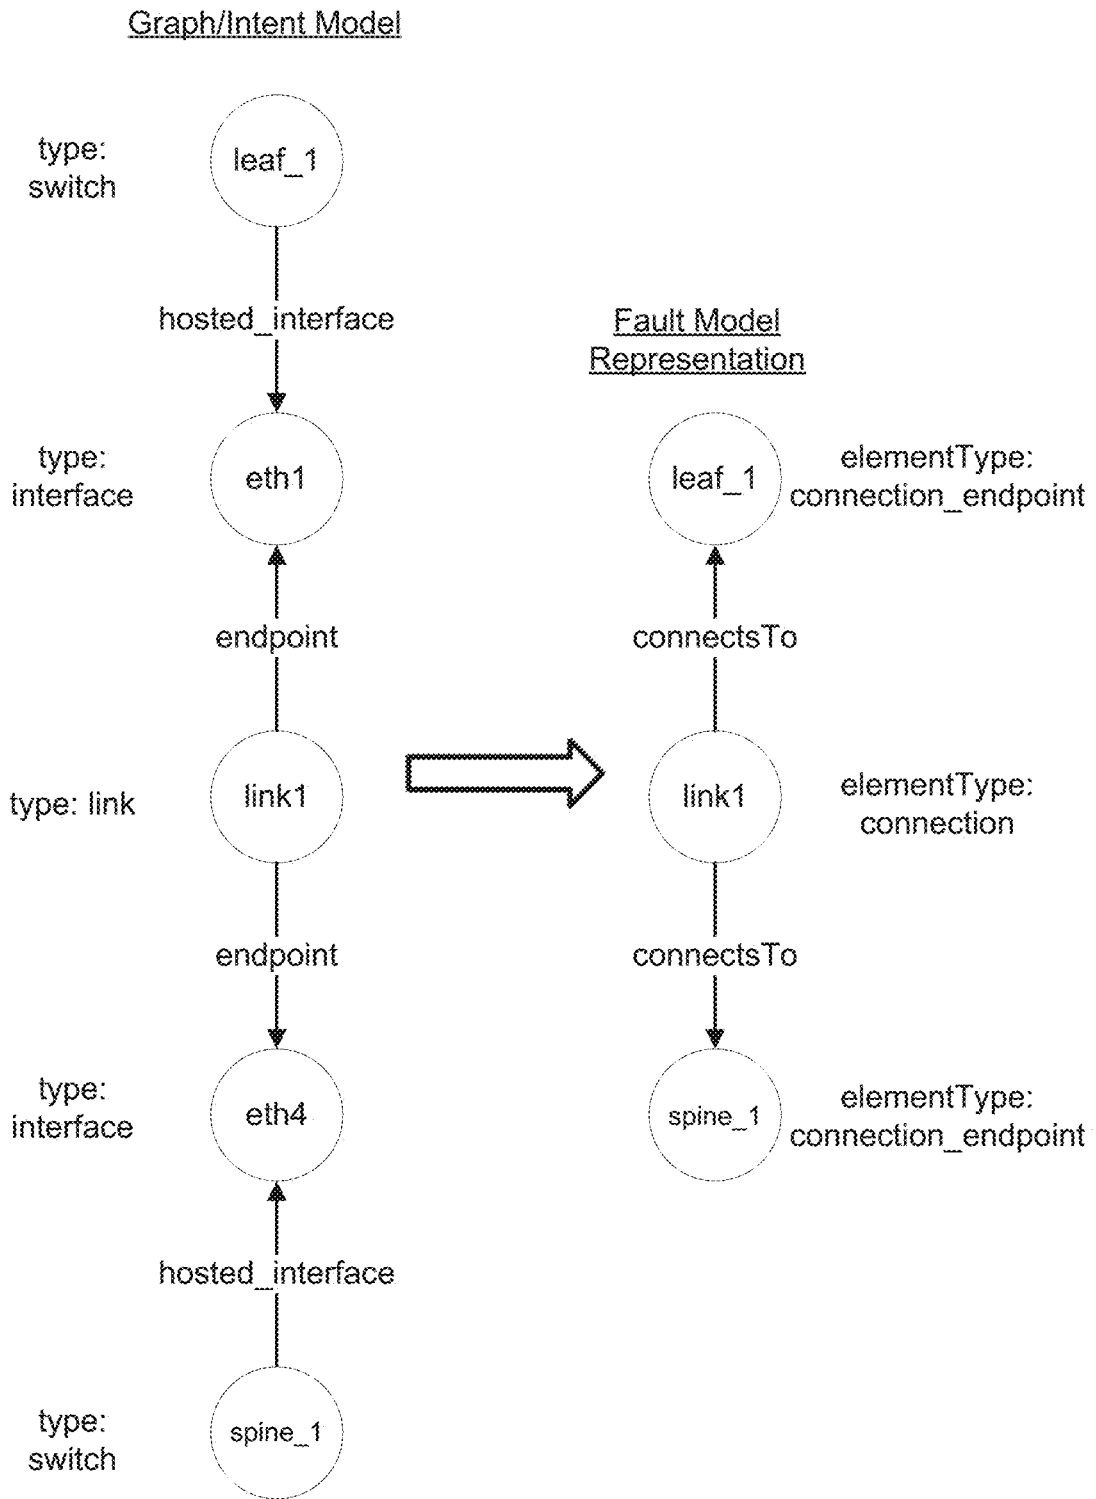 Graph/Intent Model
type:
switch
leaf_1
hosted_interface
type:
interface
eth1
endpoint
type: link
link1
endpoint
type:
interface
eth4
hosted_interface
type:
switch
spine_1
Fault Model
Representation
leaf_1
elementType:
connection_endpoint
connectsTo
link1
elementType:
connection
connectsTo
spine_1
elementType:
connection_endpoint